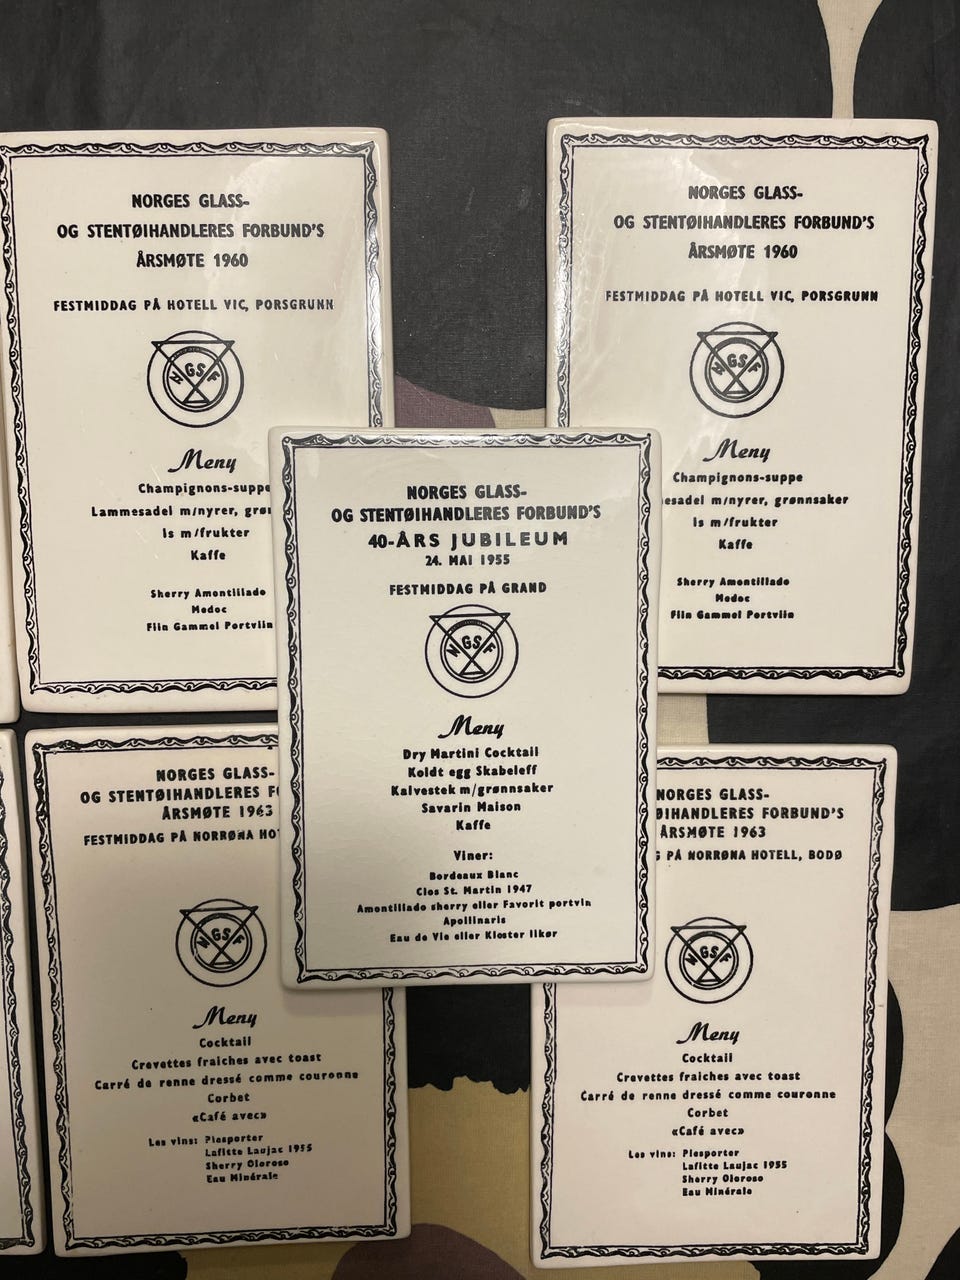 NORGES GLASS-
OG STENTØIHANDLERES FORBUND'S
ÅRSMØTE 1960
FESTMIDDAG PÅ HOTELL VIC, PORSGRUNN
NGSF
Meny
Champignons-suppe
Lammesadel m/nyrer,
Is m/frukter
Kaffe
Sherry Amontillado
Medoc
Fiin Gammel Portviin
NORGES GLASS-
OG STENTØIHANDLERES FORBUND'S
ÅRSMØTE 1960
FESTMIDDAG PÅ HOTELL VIC, PORSGRUNN
NGSF
Meny
Champignons-suppe
esadel m/nyrer, grønnsaker
Is m/frukter
Kaffe
Sherry Amontillado
Medoc
Fiin Gammel Portviin
NORGES GLASS-
OG STENTØIHANDLERES FORBUND'S
40-ÅRS JUBILEUM
24. MAI 1955
FESTMIDDAG PÅ GRAND
NGSF
Meny
Dry Martini Cocktail
Koldt egg Skabeleff
Kalvestek m/grønnsaker
Savarin Maison
Kaffe
Viner:
Bordeaux Blanc
Clos St. Martin 1947
Amontillado sherry eller Favorit portvin
Apollinaris
Eau de Vie eller Kloster likør
NORGES GLASS-
OG STENTØIHANDLERES F
ÅRSMØTE 1963
FESTMIDDAG PÅ NORRØNA HO
NGSF
Meny
Cocktail
Crevettes fraiches avec toast
Carré de renne dressé comme couronne
Corbet
«Café avec»
Les vins: Piesporter
Lafitte Laujac 1955
Sherry Oloroso
Eau Minérale
NORGES GLASS-
ØIHANDLERES FORBUND'S
ÅRSMØTE 1963
G PÅ NORRØNA HOTELL, BODØ
NGSF
Meny
Cocktail
Crevettes fraiches avec toast
Carré de renne dressé comme couronne
Corbet
«Café avec»
Les vins: Piesporter
Lafitte Laujac 1955
Sherry Oloroso
Eau Minérale